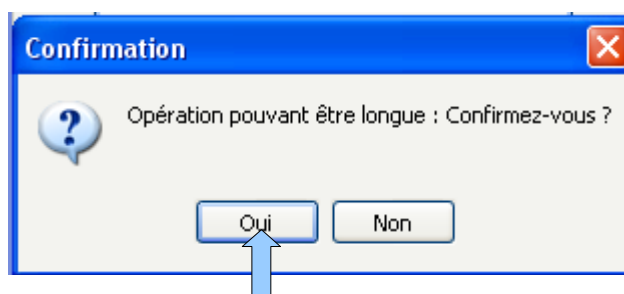 Confirmation
Opération pouvant être longue : Confirmez-vous ?
Oui
Non